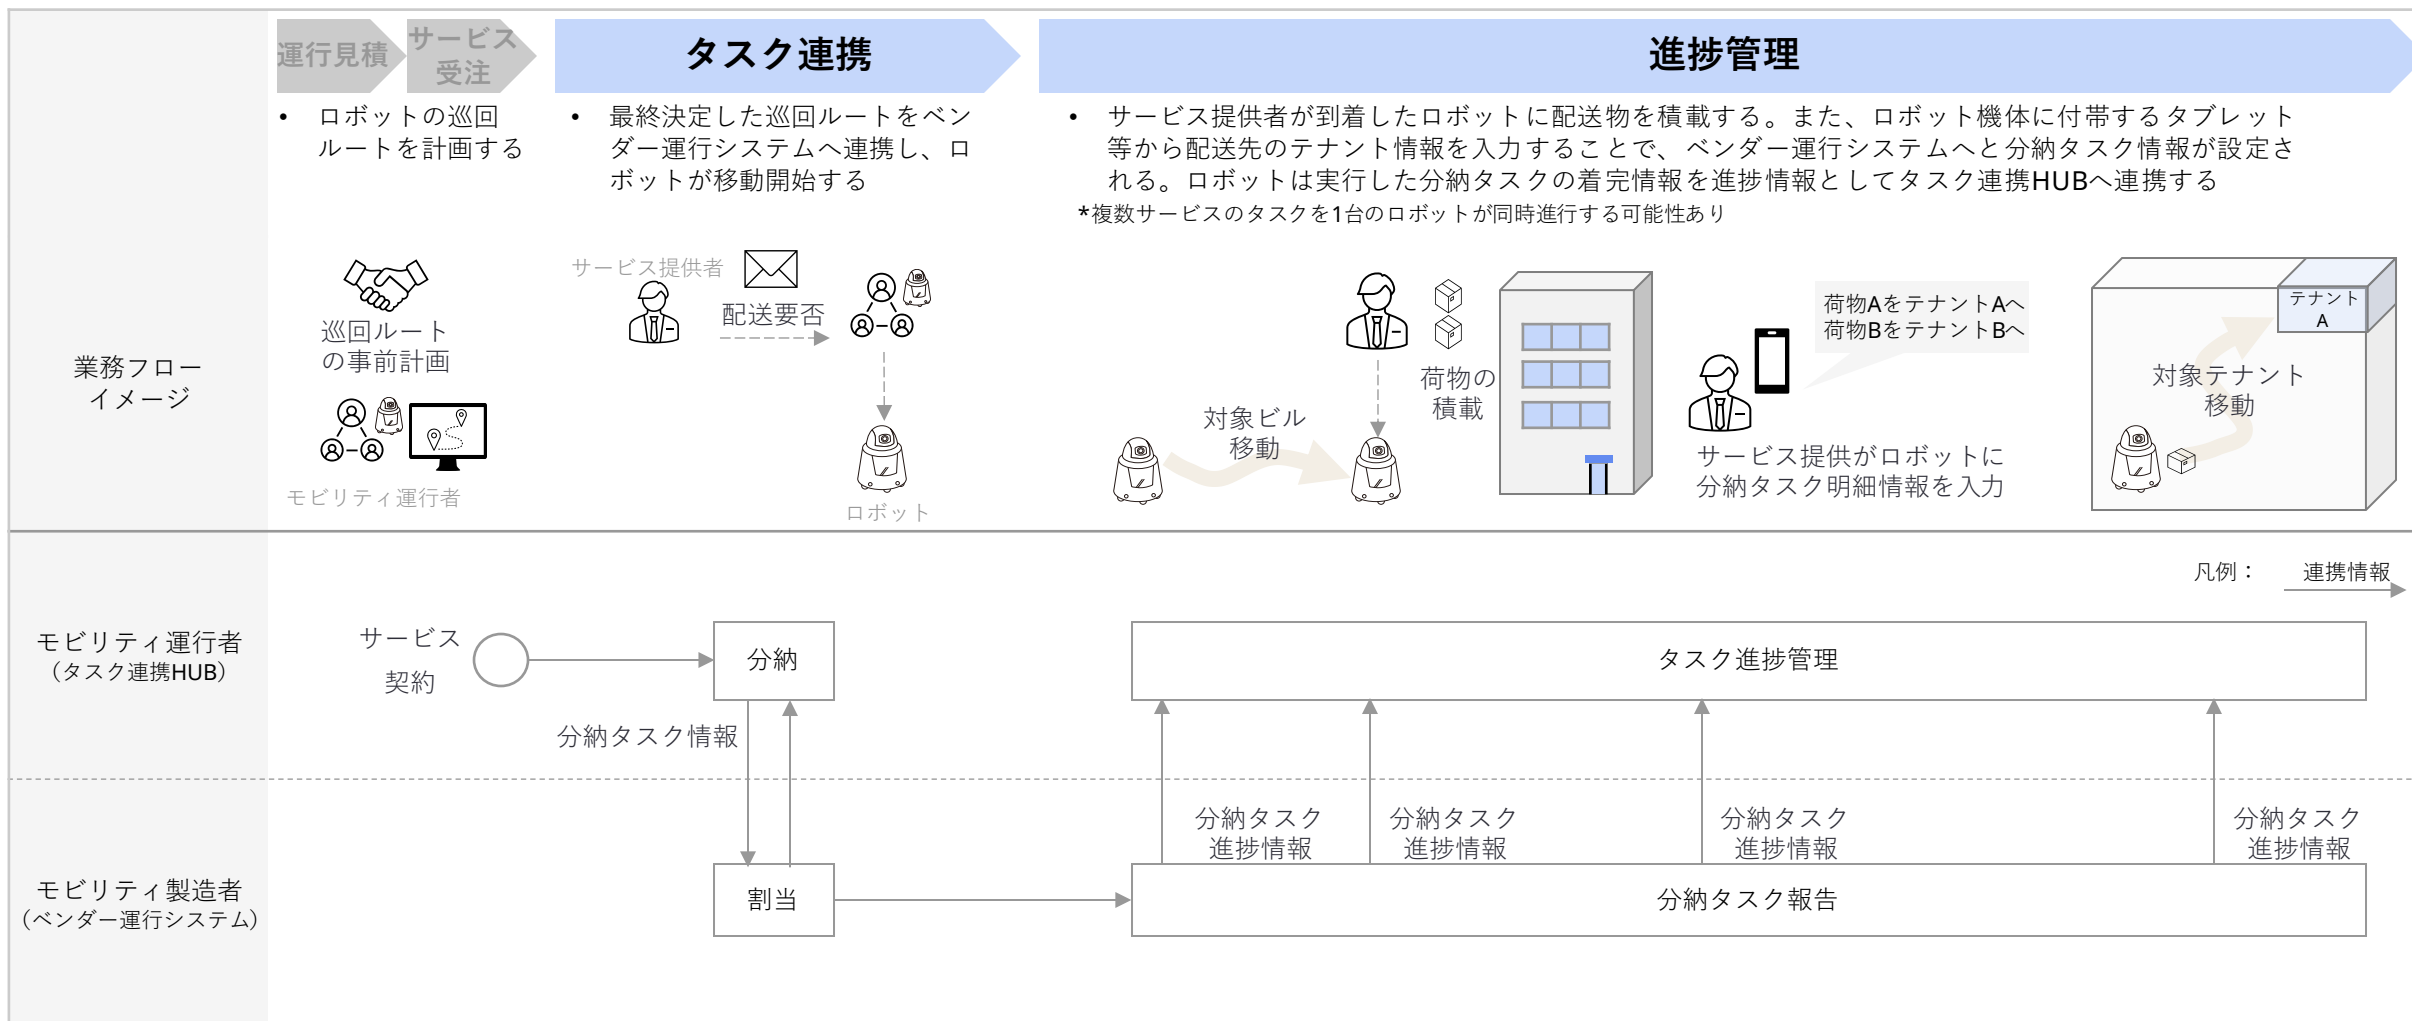 運行見積
サービス
受注
タスク連携
進捗管理
• ロボットの巡回
ルートを計画する
• 最終決定した巡回ルートをベン
ダー運行システムへ連携し、ロ
ボットが移動開始する
• サービス提供者が到着したロボットに配送物を積載する。また、ロボット機体に付帯するタブレット
等から配送先のテナント情報を入力することで、ベンダー運行システムへと分納タスク情報が設定さ
れる。ロボットは実行した分納タスクの着完情報を進捗情報としてタスク連携HUBへ連携する
*複数サービスのタスクを1台のロボットが同時進行する可能性あり
業務フロー
イメージ
巡回ルート
の事前計画
モビリティ運行者
サービス提供者
配送要否
ロボット
対象ビル
移動
荷物の
積載
荷物AをテナントAへ
荷物BをテナントBへ
サービス提供がロボットに
分納タスク明細情報を入力
テナント
A
対象テナント
移動
凡例：
連携情報
モビリティ運行者
（タスク連携HUB）
サービス
契約
分納
タスク進捗管理
分納タスク情報
分納タスク
進捗情報
分納タスク
進捗情報
分納タスク
進捗情報
分納タスク
進捗情報
モビリティ製造者
（ベンダー運行システム）
割当
分納タスク報告